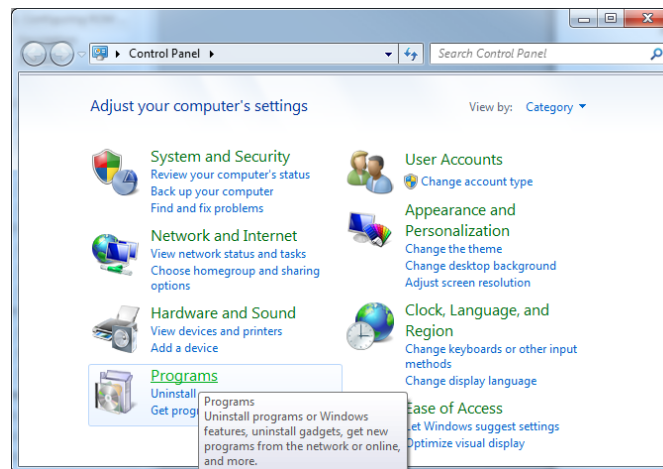 Control Panel
Search Control Panel
Adjust your computer's settings
View by: Category
System and Security
Review your computer's status
Back up your computer
Find and fix problems
Network and Internet
View network status and tasks
Choose homegroup and sharing
options
Hardware and Sound
View devices and printers
Add a device
Programs
Uninstall
Get
Programs
Uninstall programs or Windows
features, uninstall gadgets, get new
programs from the network or online,
and more.
User Accounts
Change account type
Appearance and
Personalization
Change the theme
Change desktop background
Adjust screen resolution
Clock, Language, and
Region
Change keyboards or other input
methods
Change display language
Ease of Access
Let Windows suggest settings
Optimize visual display